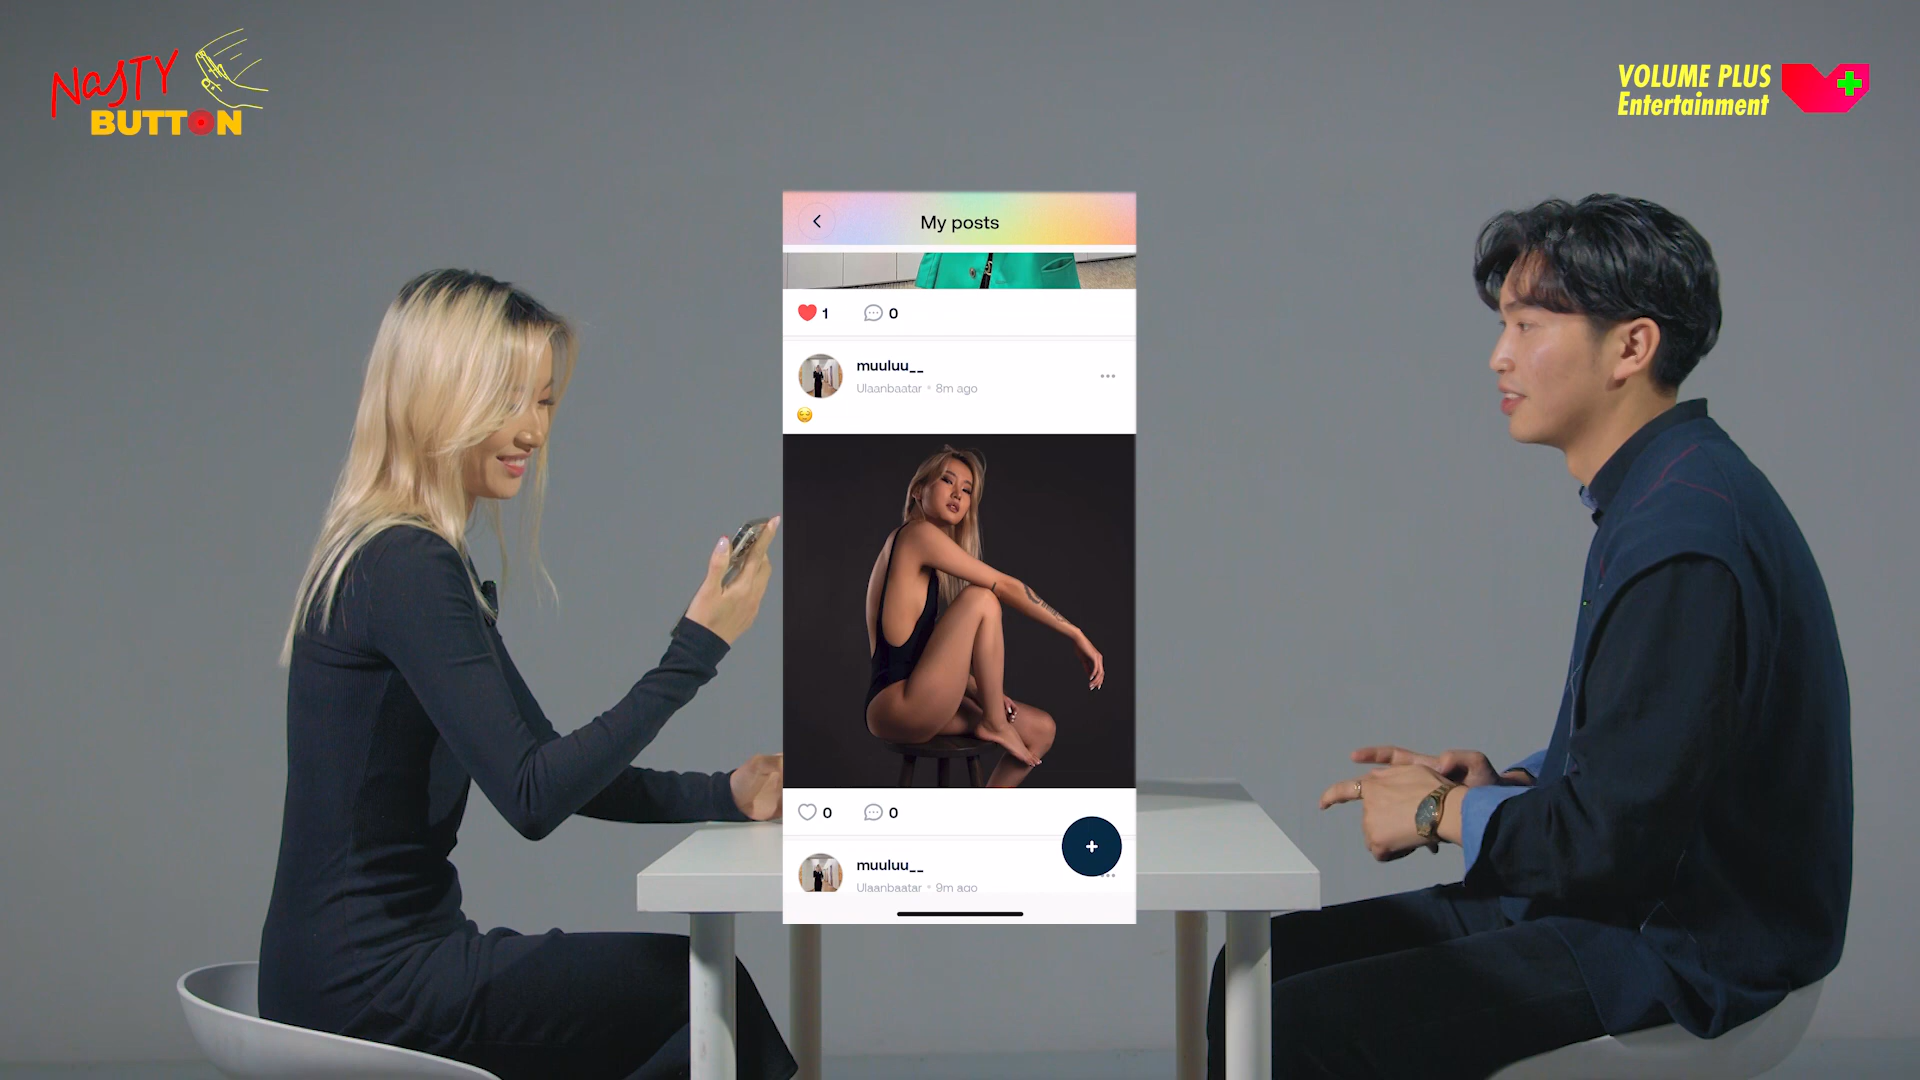 NASTY
BUTTON
VOLUME PLUS
Entertainment
My posts
1
0
muuluu__
Ulaanbaatar • 8m ago
0
0
muuluu__
Ulaanbaatar • 9m ago